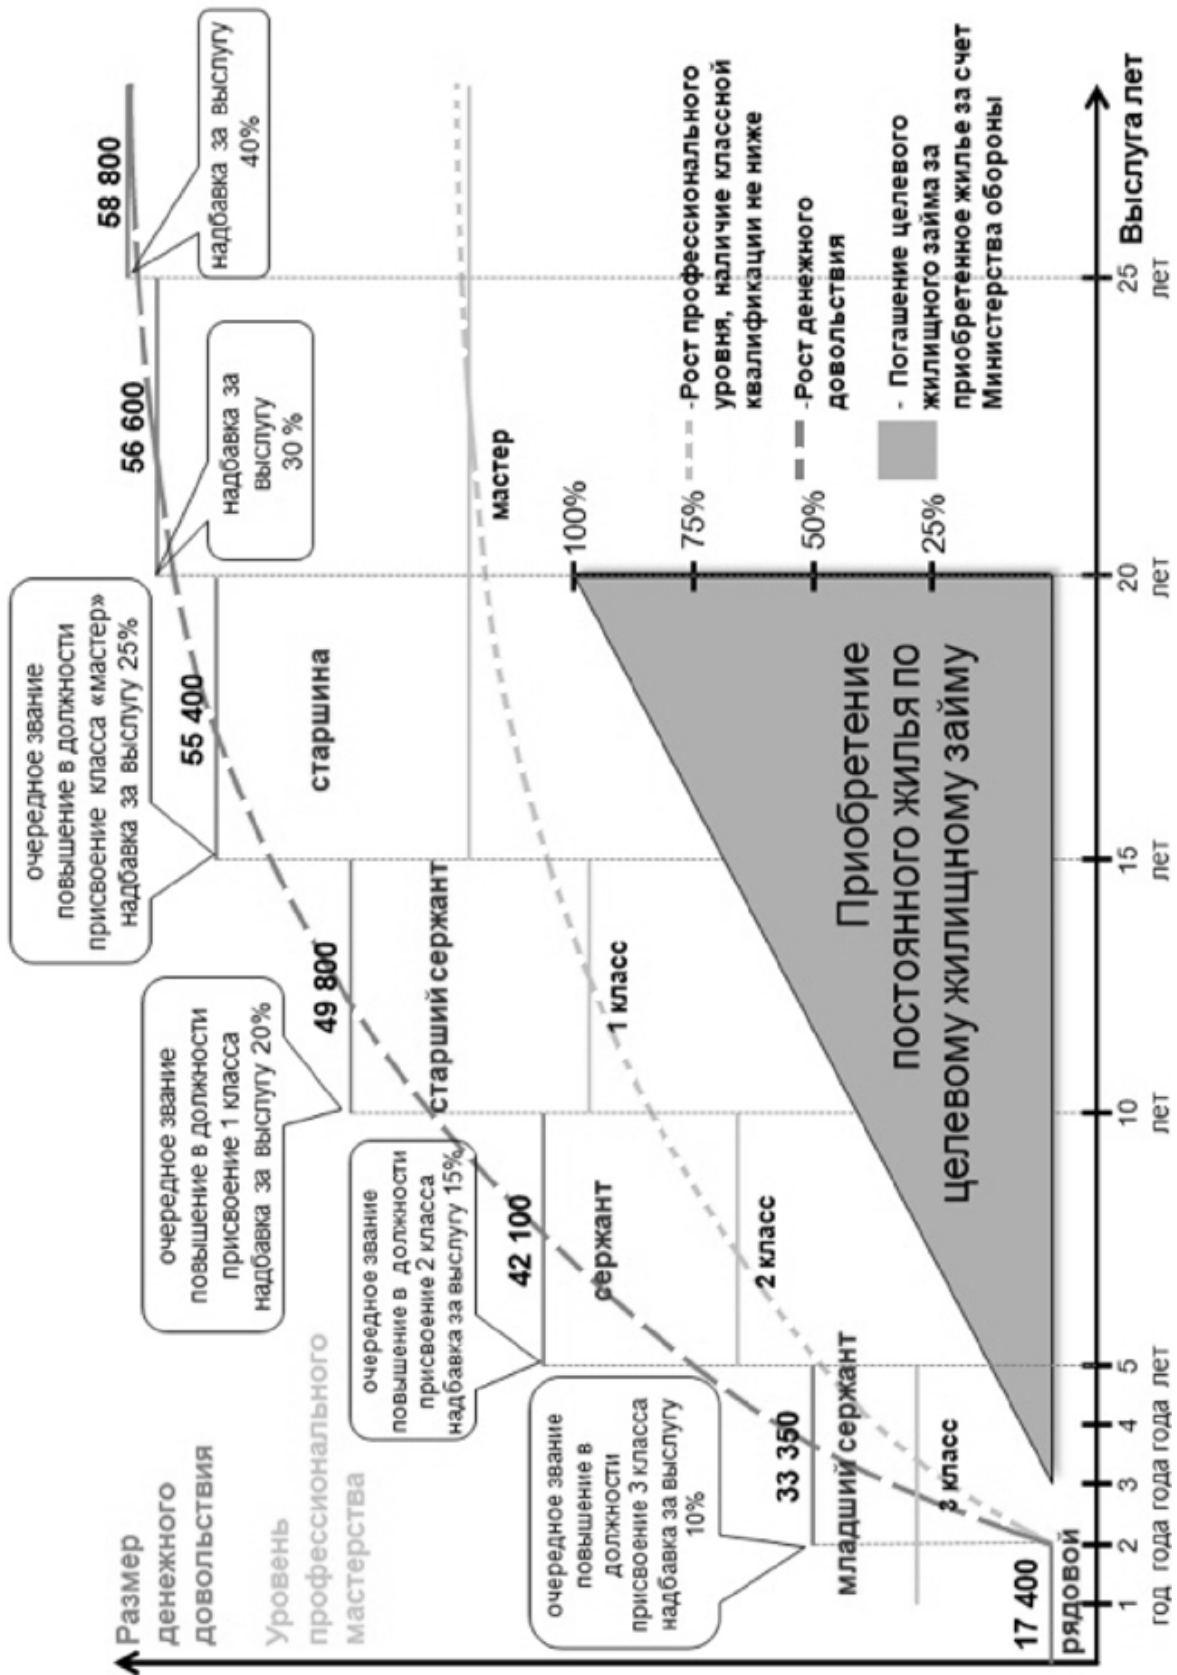 Размер
денежного
довольствия
Уровень
профессионального
мастерства
очередное звание
повышение в
должности
присвоение 3 класса
надбавка за выслугу
10%
очередное звание
повышение в должности
присвоение 2 класса
надбавка за выслугу 15%
очередное звание
повышение в должности
присвоение 1 класса
надбавка за выслугу 20%
очередное звание
повышение в должности
присвоение класса «мастер»
надбавка за выслугу 25%
надбавка за
выслугу
30 %
надбавка за выслугу
40%
17 400
33 350
42 100
49 800
55 400
56 600
58 800
рядовой
младший сержант
сержант
старший сержант
старшина
3 класс
2 класс
1 класс
мастер
Приобретение
постоянного жилья по
целевому жилищному займу
100%
75%
50%
25%
-Рост профессионального
уровня, наличие классной
квалификации не ниже
-Рост денежного
довольствия
- Погашение целевого
жилищного займа за
приобретенное жилье за счет
Министерства обороны
Выслуга лет
1 2 3 4 5 10 15 20 25
год года года года лет лет лет лет лет